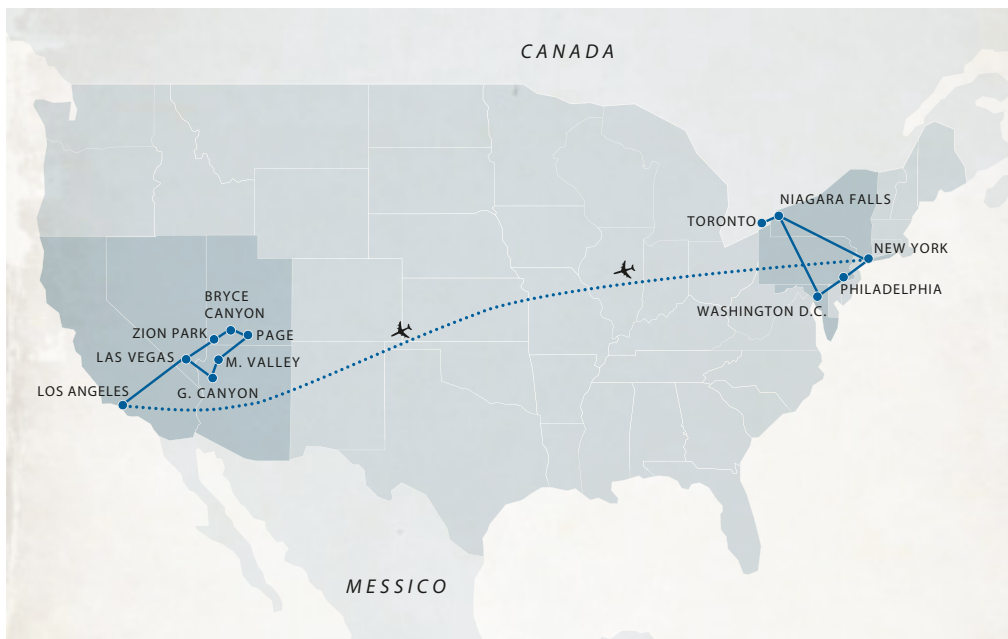 CANADA
NIAGARA FALLS
TORONTO
NEW YORK
PHILADELPHIA
WASHINGTON D.C.
BRYCE
CANYON
ZION PARK
PAGE
LAS VEGAS
M. VALLEY
LOS ANGELES
G. CANYON
MESSICO